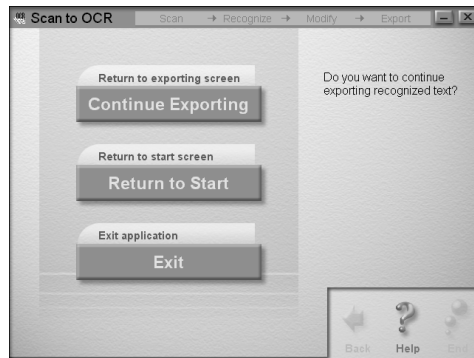 Scan to OCR
Scan → Recognize → Modify → Export
Return to exporting screen
Continue Exporting
Do you want to continue
exporting recognized text?
Return to start screen
Return to Start
Exit application
Exit
Back Help End